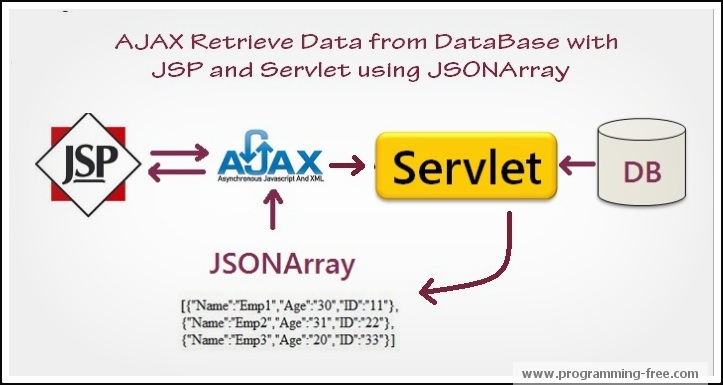 AJAX Retrieve Data from DataBase with
JSP and Servlet using JSONArray
JSP
AJAX
Asynchronous Javascript And XML
Servlet
DB
JSONArray
[{"Name":"Emp1","Age":"30","ID":"11"},
{"Name":"Emp2","Age":"31","ID":"22"},
{"Name":"Emp3","Age":"20","ID":"33"}]
www.programming-free.com